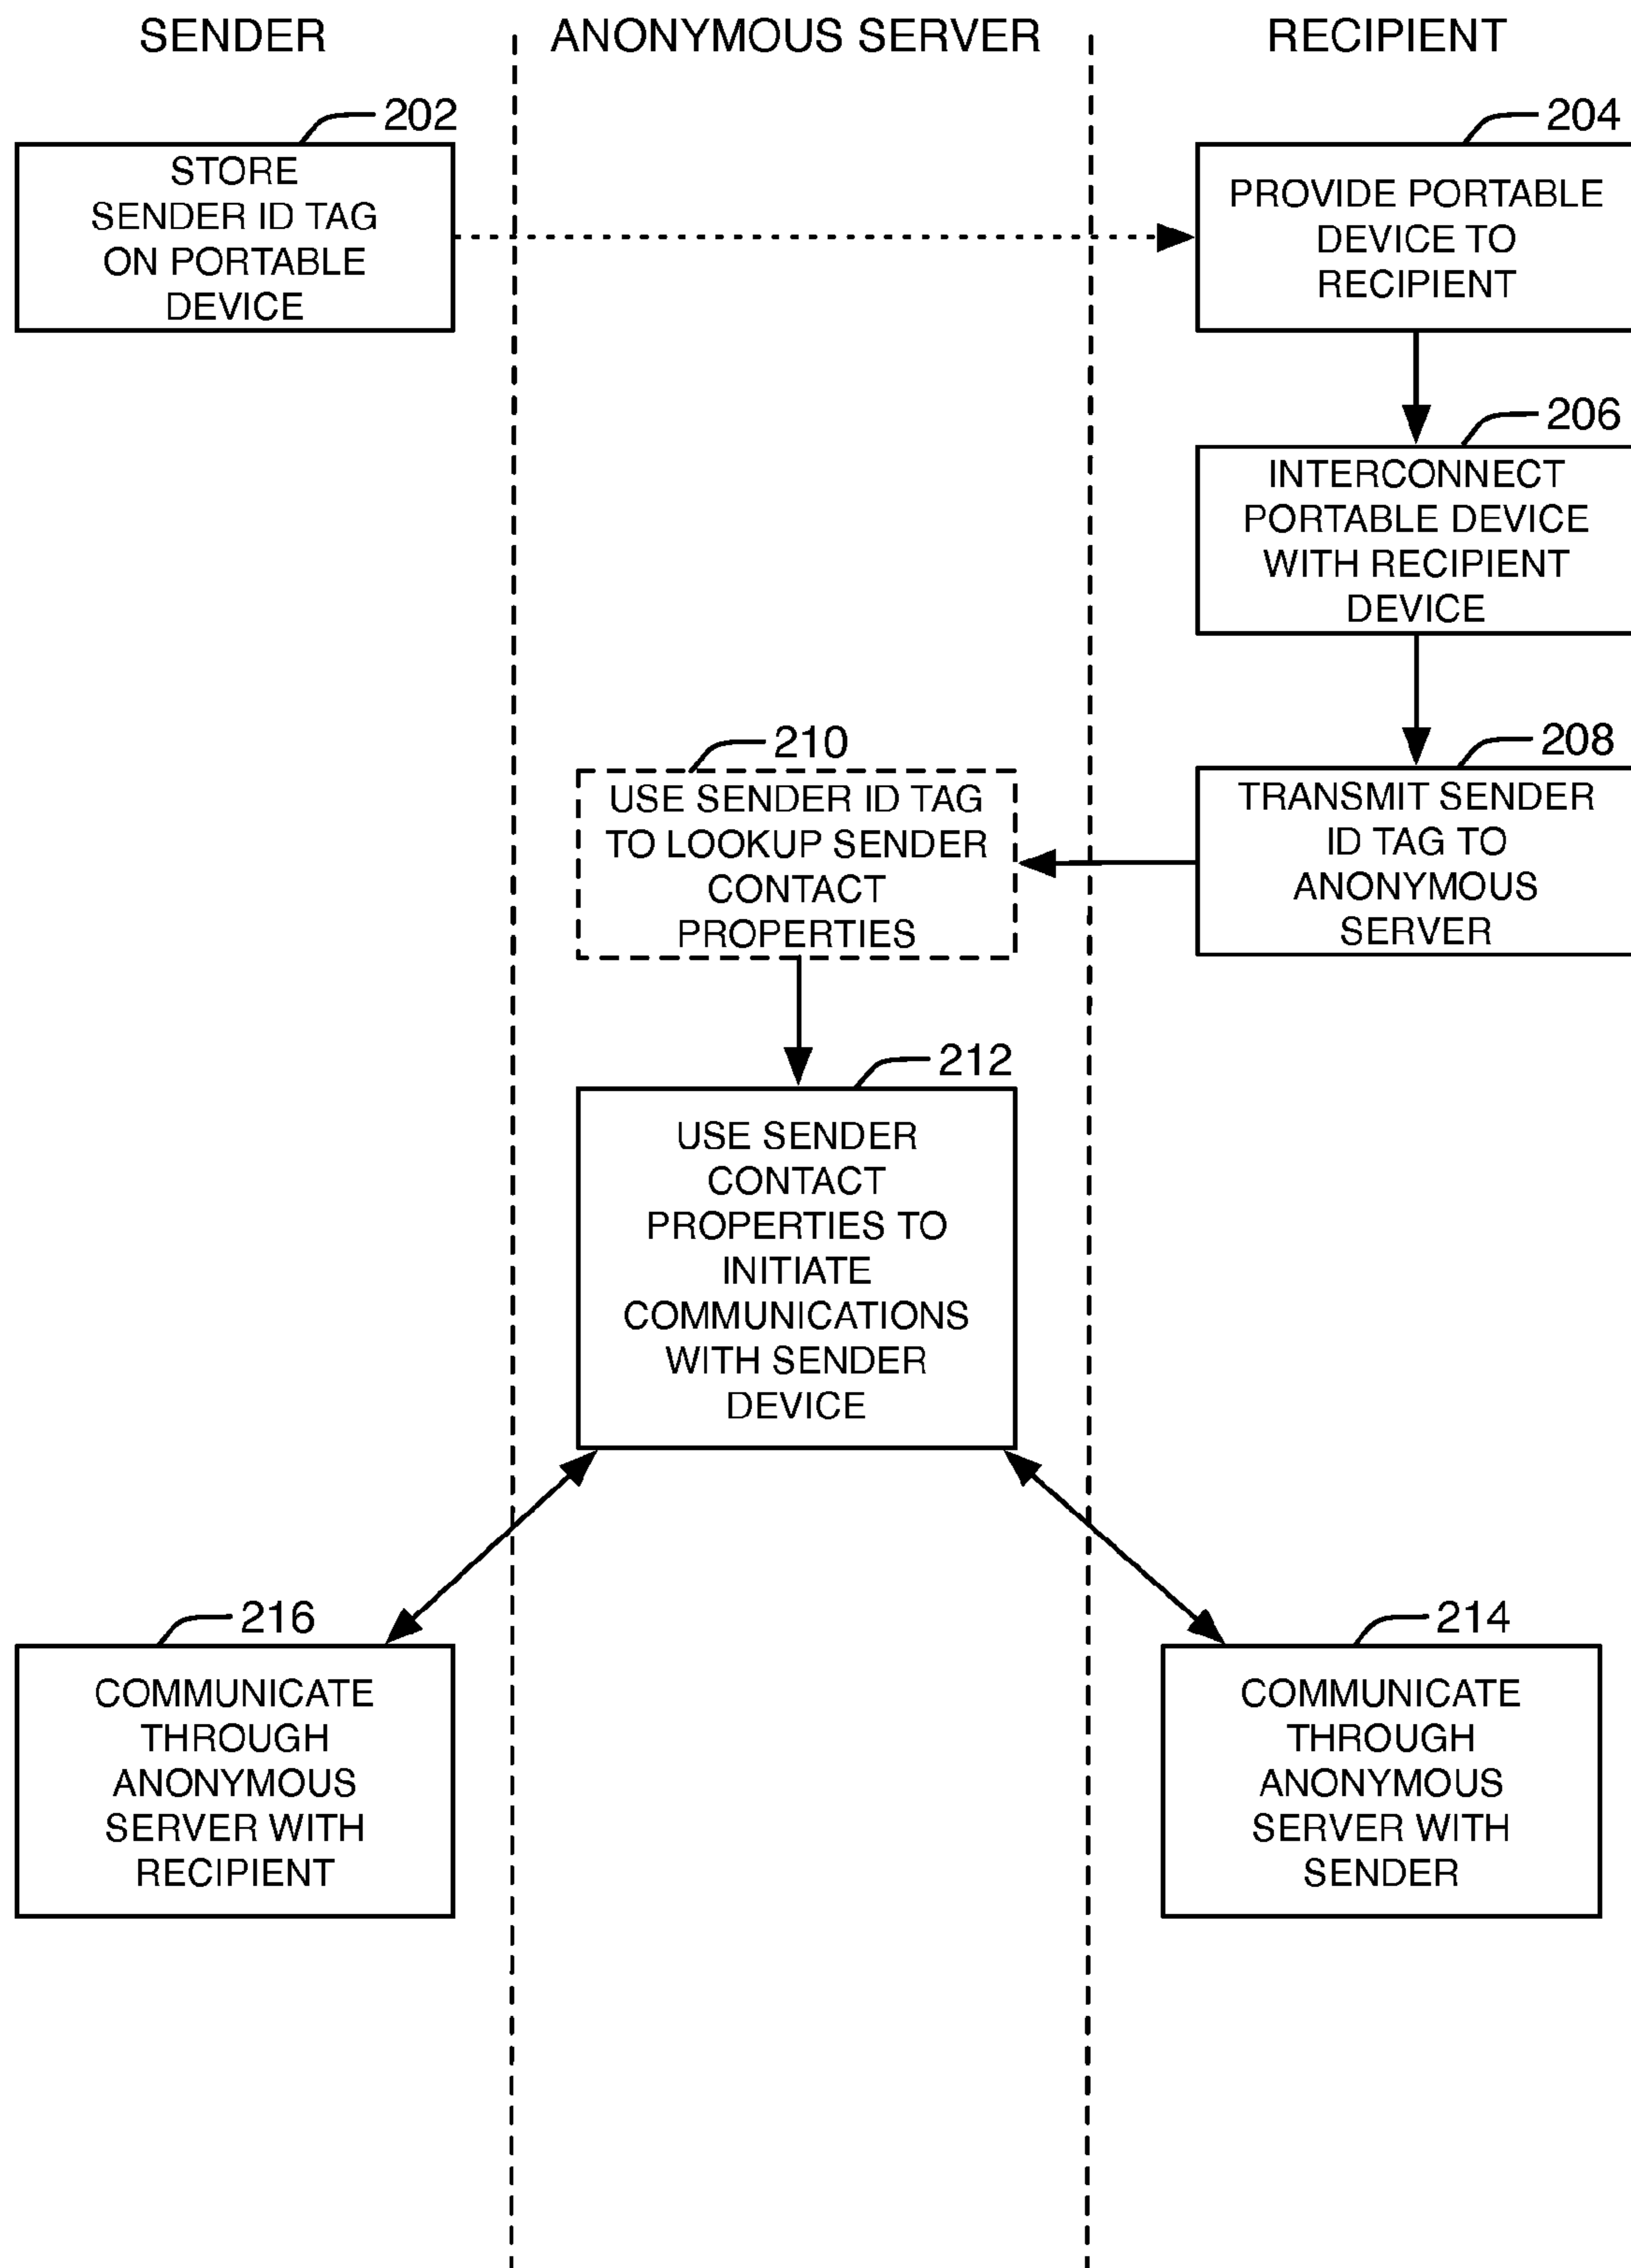 SENDER
ANONYMOUS SERVER
RECIPIENT
202
STORE
SENDER ID TAG
ON PORTABLE
DEVICE
204
PROVIDE PORTABLE
DEVICE TO
RECIPIENT
206
INTERCONNECT
PORTABLE DEVICE
WITH RECIPIENT
DEVICE
208
TRANSMIT SENDER
ID TAG TO
ANONYMOUS
SERVER
210
USE SENDER ID TAG
TO LOOKUP SENDER
CONTACT
PROPERTIES
212
USE SENDER
CONTACT
PROPERTIES TO
INITIATE
COMMUNICATIONS
WITH SENDER
DEVICE
216
COMMUNICATE
THROUGH
ANONYMOUS
SERVER WITH
RECIPIENT
214
COMMUNICATE
THROUGH
ANONYMOUS
SERVER WITH
SENDER